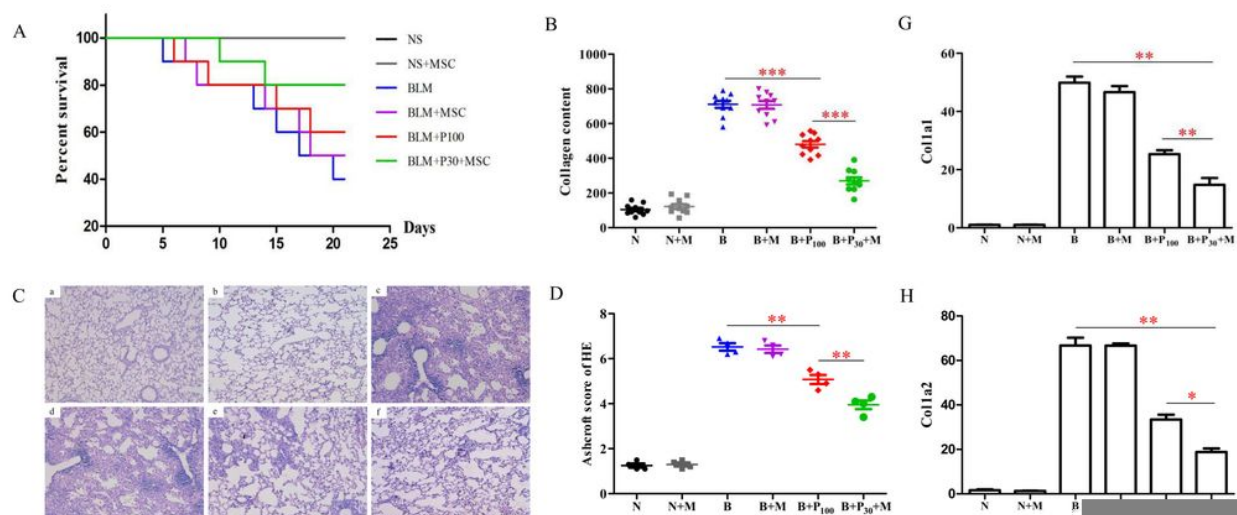 A
Percent survival
100
80
60
40
20
0
5
10
15
20
25
Days
NS
NS+MSC
BLM
BLM+MSC
BLM+P100
BLM+P30+MSC
B
Collagen content
1000
800
600
400
200
0
***
***
N
N+M
B
B+M
B+P100
B+P30+M
G
Col1a1
60
40
20
0
**
**
N
N+M
B
B+M
B+P100
B+P30+M
C
a
b
c
d
e
f
D
Ashcroft score of HE
8
6
4
2
0
**
**
N
N+M
B
B+M
B+P100
B+P30+M
H
Col1a2
80
60
40
20
0
**
*
N
N+M
B